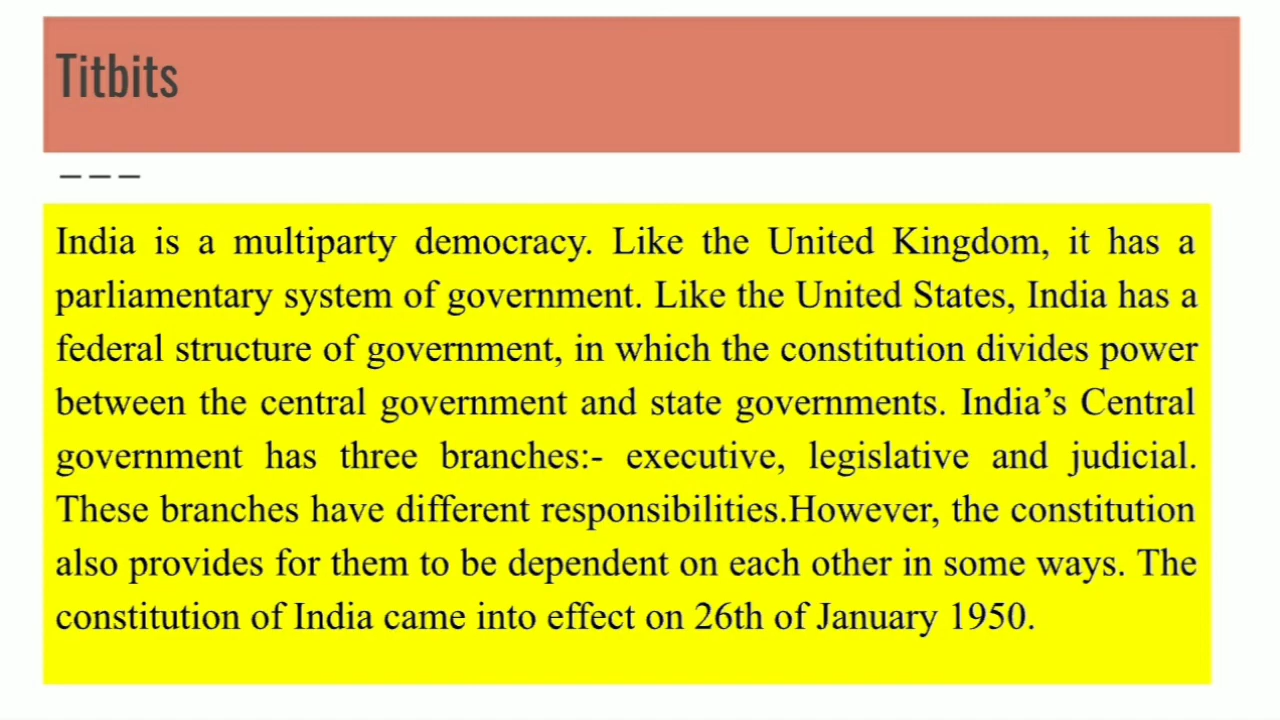 Titbits
India is a multiparty democracy. Like the United Kingdom, it has a
parliamentary system of government. Like the United States, India has a
federal structure of government, in which the constitution divides power
between the central government and state governments. India’s Central
government has three branches:- executive, legislative and judicial.
These branches have different responsibilities.However, the constitution
also provides for them to be dependent on each other in some ways. The
constitution of India came into effect on 26th of January 1950.